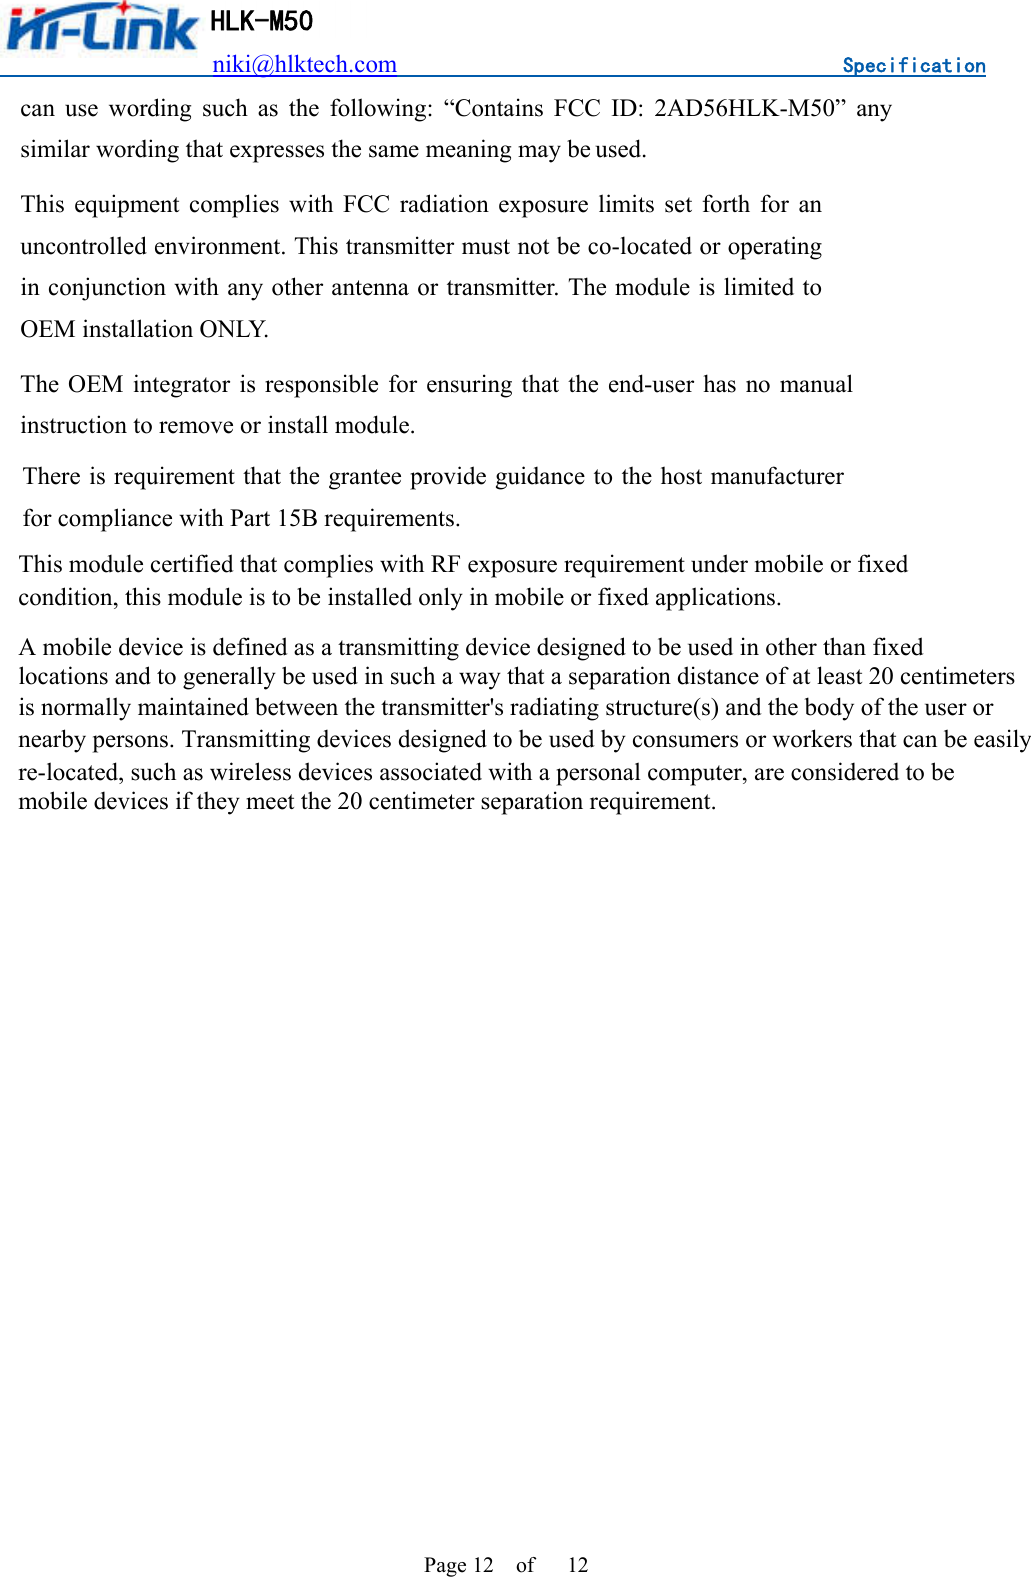 Hi-Link HLK-M50
niki@hlktech.com Specification
can use wording such as the following: “Contains FCC ID: 2AD56HLK-M50” any
similar wording that expresses the same meaning may be used.
This equipment complies with FCC radiation exposure limits set forth for an
uncontrolled environment. This transmitter must not be co-located or operating
in conjunction with any other antenna or transmitter. The module is limited to
OEM installation ONLY.
The OEM integrator is responsible for ensuring that the end-user has no manual
instruction to remove or install module.
There is requirement that the grantee provide guidance to the host manufacturer
for compliance with Part 15B requirements.
This module certified that complies with RF exposure requirement under mobile or fixed
condition, this module is to be installed only in mobile or fixed applications.
A mobile device is defined as a transmitting device designed to be used in other than fixed
locations and to generally be used in such a way that a separation distance of at least 20 centimeters
is normally maintained between the transmitter's radiating structure(s) and the body of the user or
nearby persons. Transmitting devices designed to be used by consumers or workers that can be easily
re-located, such as wireless devices associated with a personal computer, are considered to be
mobile devices if they meet the 20 centimeter separation requirement.
Page 12 of 12